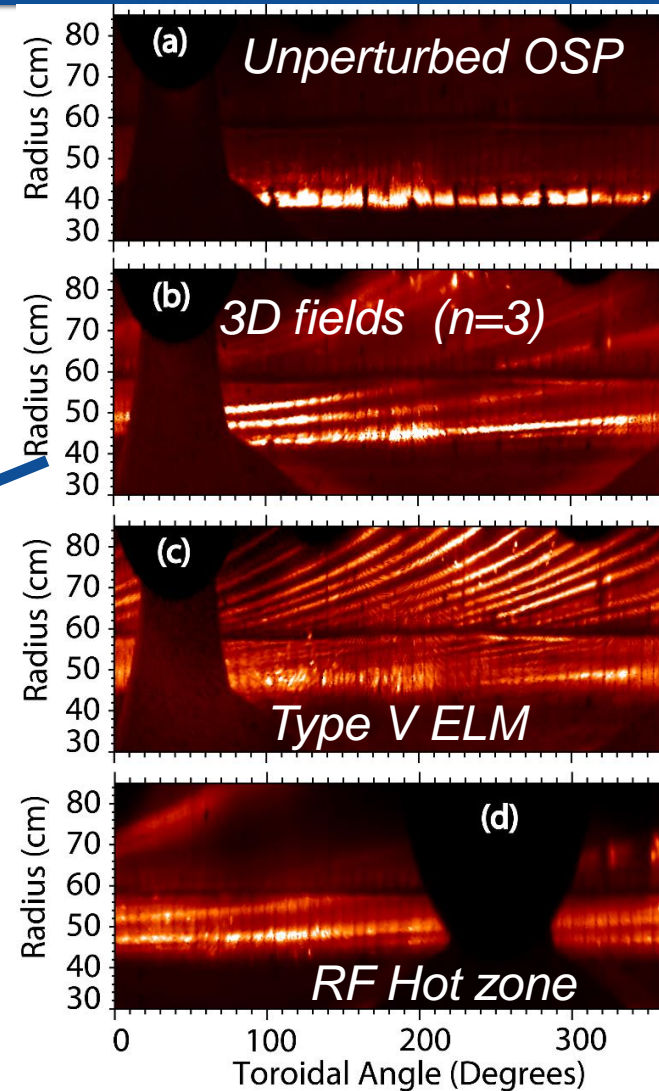 (a)
Unperturbed OSP
Radius (cm)
80
70
60
50
40
30
(b)
3D fields (n=3)
Radius (cm)
80
70
60
50
40
30
(c)
Type V ELM
Radius (cm)
80
70
60
50
40
30
(d)
RF Hot zone
Radius (cm)
80
70
60
50
40
30
0 100 200 300
Toroidal Angle (Degrees)